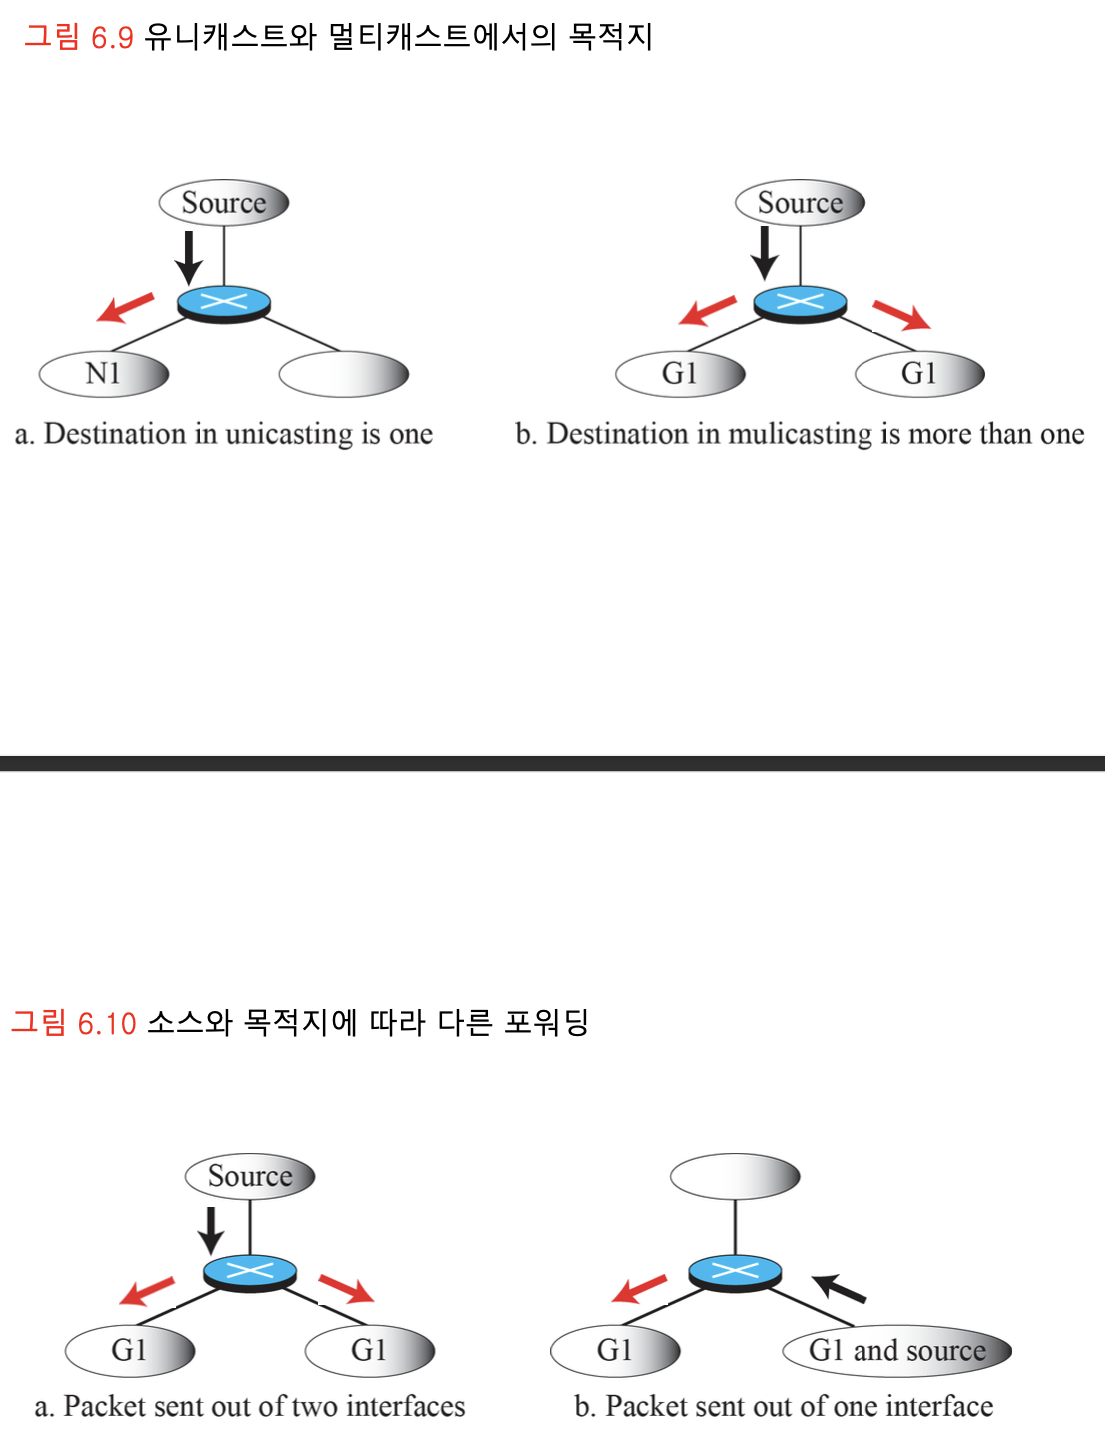 그림 6.9 유니캐스트와 멀티캐스트에서의 목적지
Source
N1
a. Destination in unicasting is one
Source
G1
G1
b. Destination in mulicasting is more than one
그림 6.10 소스와 목적지에 따라 다른 포워딩
Source
G1
G1
a. Packet sent out of two interfaces
G1
G1 and source
b. Packet sent out of one interface